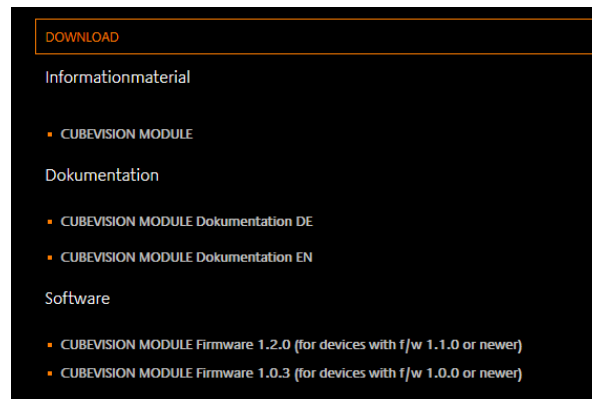 DOWNLOAD
Informationmaterial
CUBEVISION MODULE
Dokumentation
CUBEVISION MODULE Dokumentation DE
CUBEVISION MODULE Dokumentation EN
Software
CUBEVISION MODULE Firmware 1.2.0 (for devices with f/w 1.1.0 or newer)
CUBEVISION MODULE Firmware 1.0.3 (for devices with f/w 1.0.0 or newer)